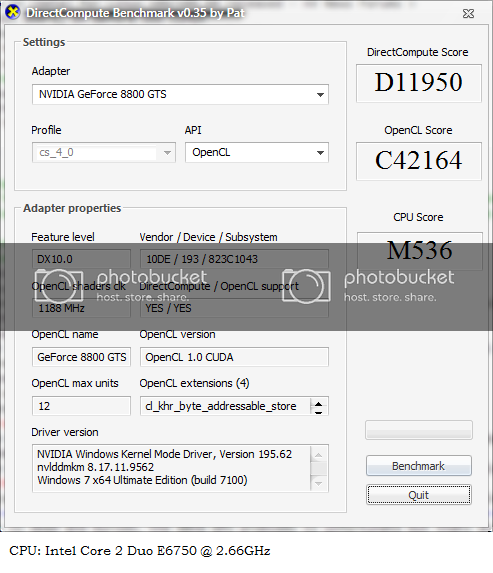 DirectCompute Benchmark v0.35 by Pat
Settings
Adapter
NVIDIA GeForce 8800 GTS
Profile
API
cs_4_0
OpenCL
DirectCompute Score
D11950
OpenCL Score
C42164
CPU Score
M536
Adapter properties
Feature level
Vendor / Device / Subsystem
DX10.0
10DE / 193 / 823C1043
OpenCL shaders clk
DirectCompute / OpenCL support
1188 MHz
YES / YES
OpenCL name
OpenCL version
GeForce 8800 GTS
OpenCL 1.0 CUDA
OpenCL max units
OpenCL extensions (4)
12
cl_khr_byte_addressable_store
Driver version
NVIDIA Windows Kernel Mode Driver, Version 195.62
nvlddmkm 8.17.11.9562
Windows 7 x64 Ultimate Edition (build 7100)
Benchmark
Quit
photobucket
host. store. share.
photobucket
host. store. share.
CPU: Intel Core 2 Duo E6750 @ 2.66GHz